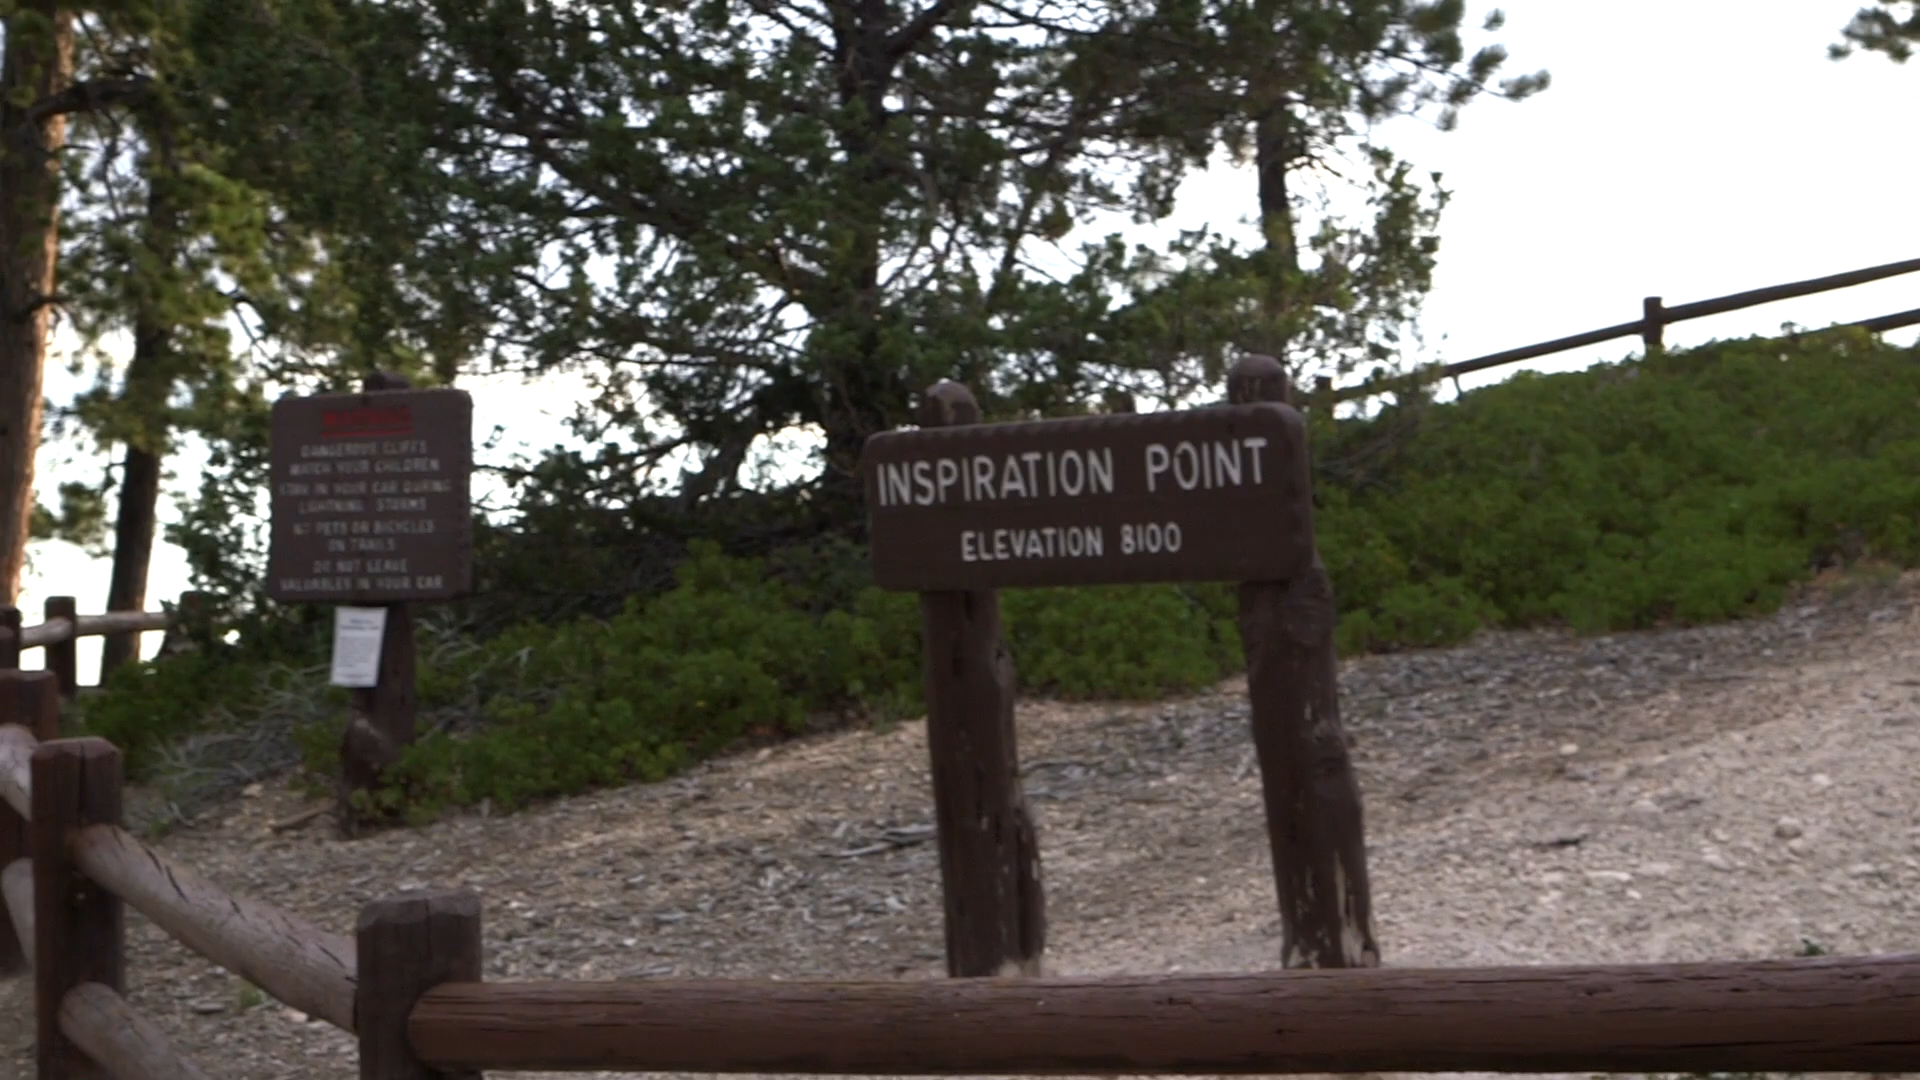 WARNING
DANGEROUS CLIFFS
WATCH YOUR CHILDREN
STAY IN YOUR CAR DURING
LIGHTNING STORMS
NO PETS OR BICYCLES
ON TRAILS
DO NOT LEAVE
VALUABLES IN YOUR CAR
INSPIRATION POINT
ELEVATION 8100